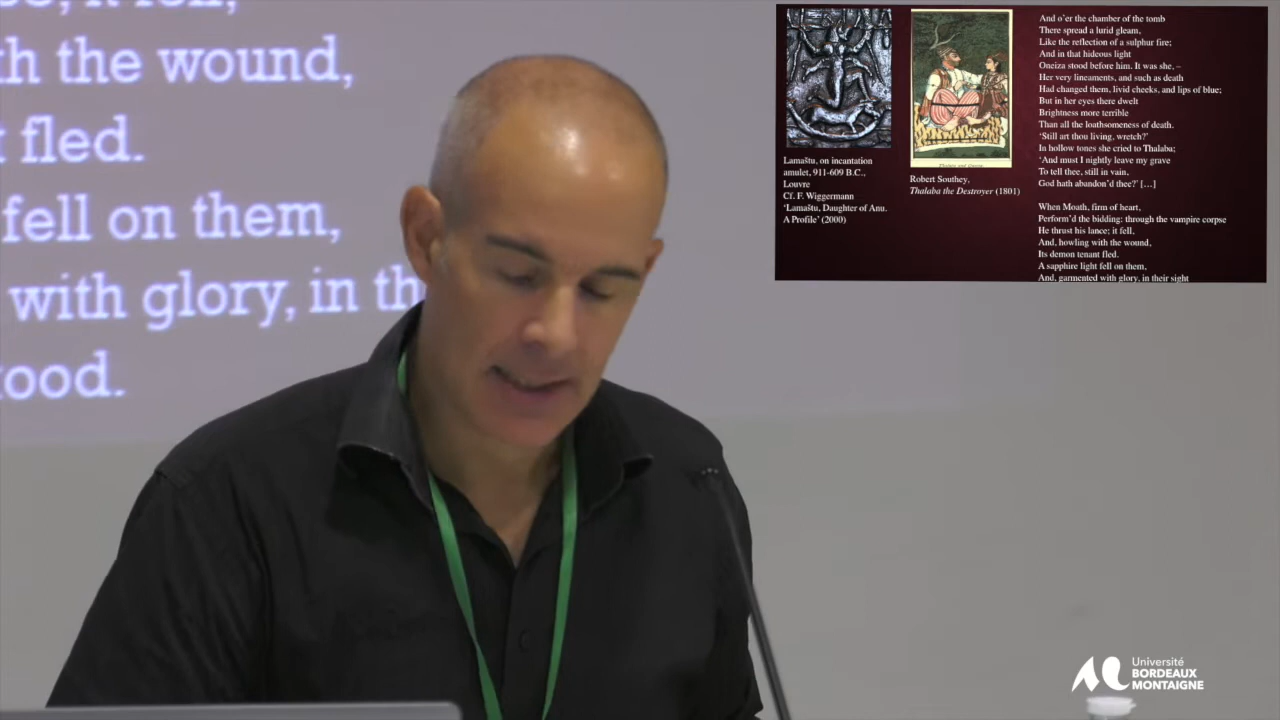 th the wound,
fled.
fell on them,
with glory, in th
ood.
Lamaštu, on incantation
amulet, 911-609 B.C.,
Louvre
Cf. F. Wiggermann
‘Lamaštu, Daughter of Anu.
A Profile’ (2000)
Robert Southey,
Thalaba the Destroyer (1801)
And o’er the chamber of the tomb
There spread a lurid gleam,
Like the reflection of a sulphur fire;
And in that hideous light
Oneiza stood before him. It was she, –
Her very lineaments, and such as death
Had changed them, livid cheeks, and lips of blue;
But in her eyes there dwelt
Brightness more terrible
Than all the loathsomeness of death.
‘Still art thou living, wretch?’
In hollow tones she cried to Thalaba;
‘And must I nightly leave my grave
To tell thee, still in vain,
God hath abandon’d thee?’ […]
When Moath, firm of heart,
Perform’d the bidding: through the vampire corpse
He thrust his lance; it fell,
And, howling with the wound,
Its demon tenant fled.
A sapphire light fell on them,
And, garmented with glory, in their sight
Université
BORDEAUX
MONTAIGNE